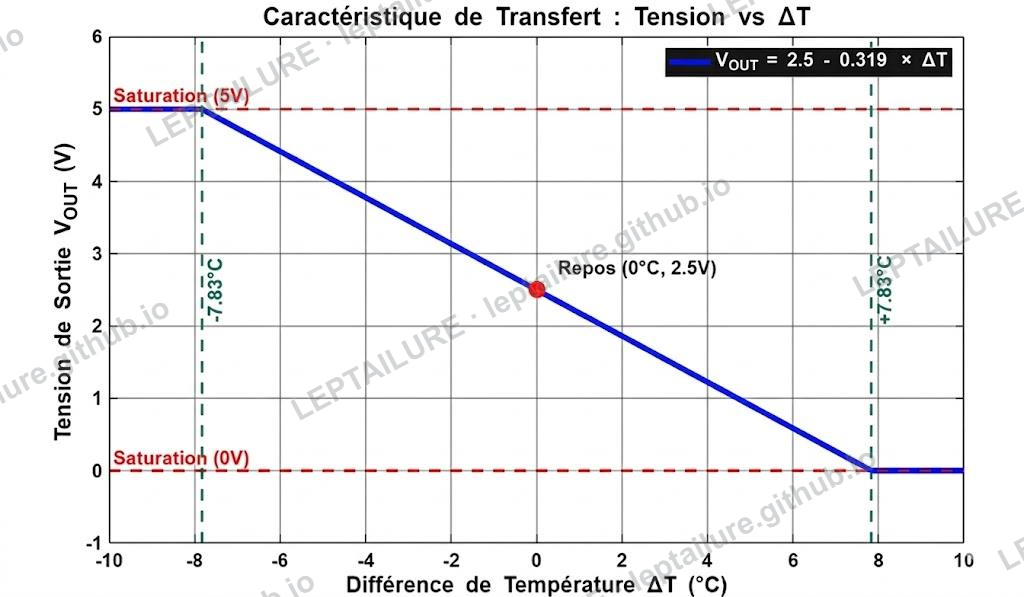 Caractéristique de Transfert : Tension vs ΔT
V_OUT = 2.5 - 0.319 × ΔT
Saturation (5V)
Repos (0°C, 2.5V)
-7.83°C
+7.83°C
Saturation (0V)
Tension de Sortie V_OUT (V)
6
5
4
3
2
1
0
-1
-10
-8
-6
-4
-2
0
2
4
6
8
10
Différence de Température ΔT (°C)
LEPTAILURE · leptailure.github.io